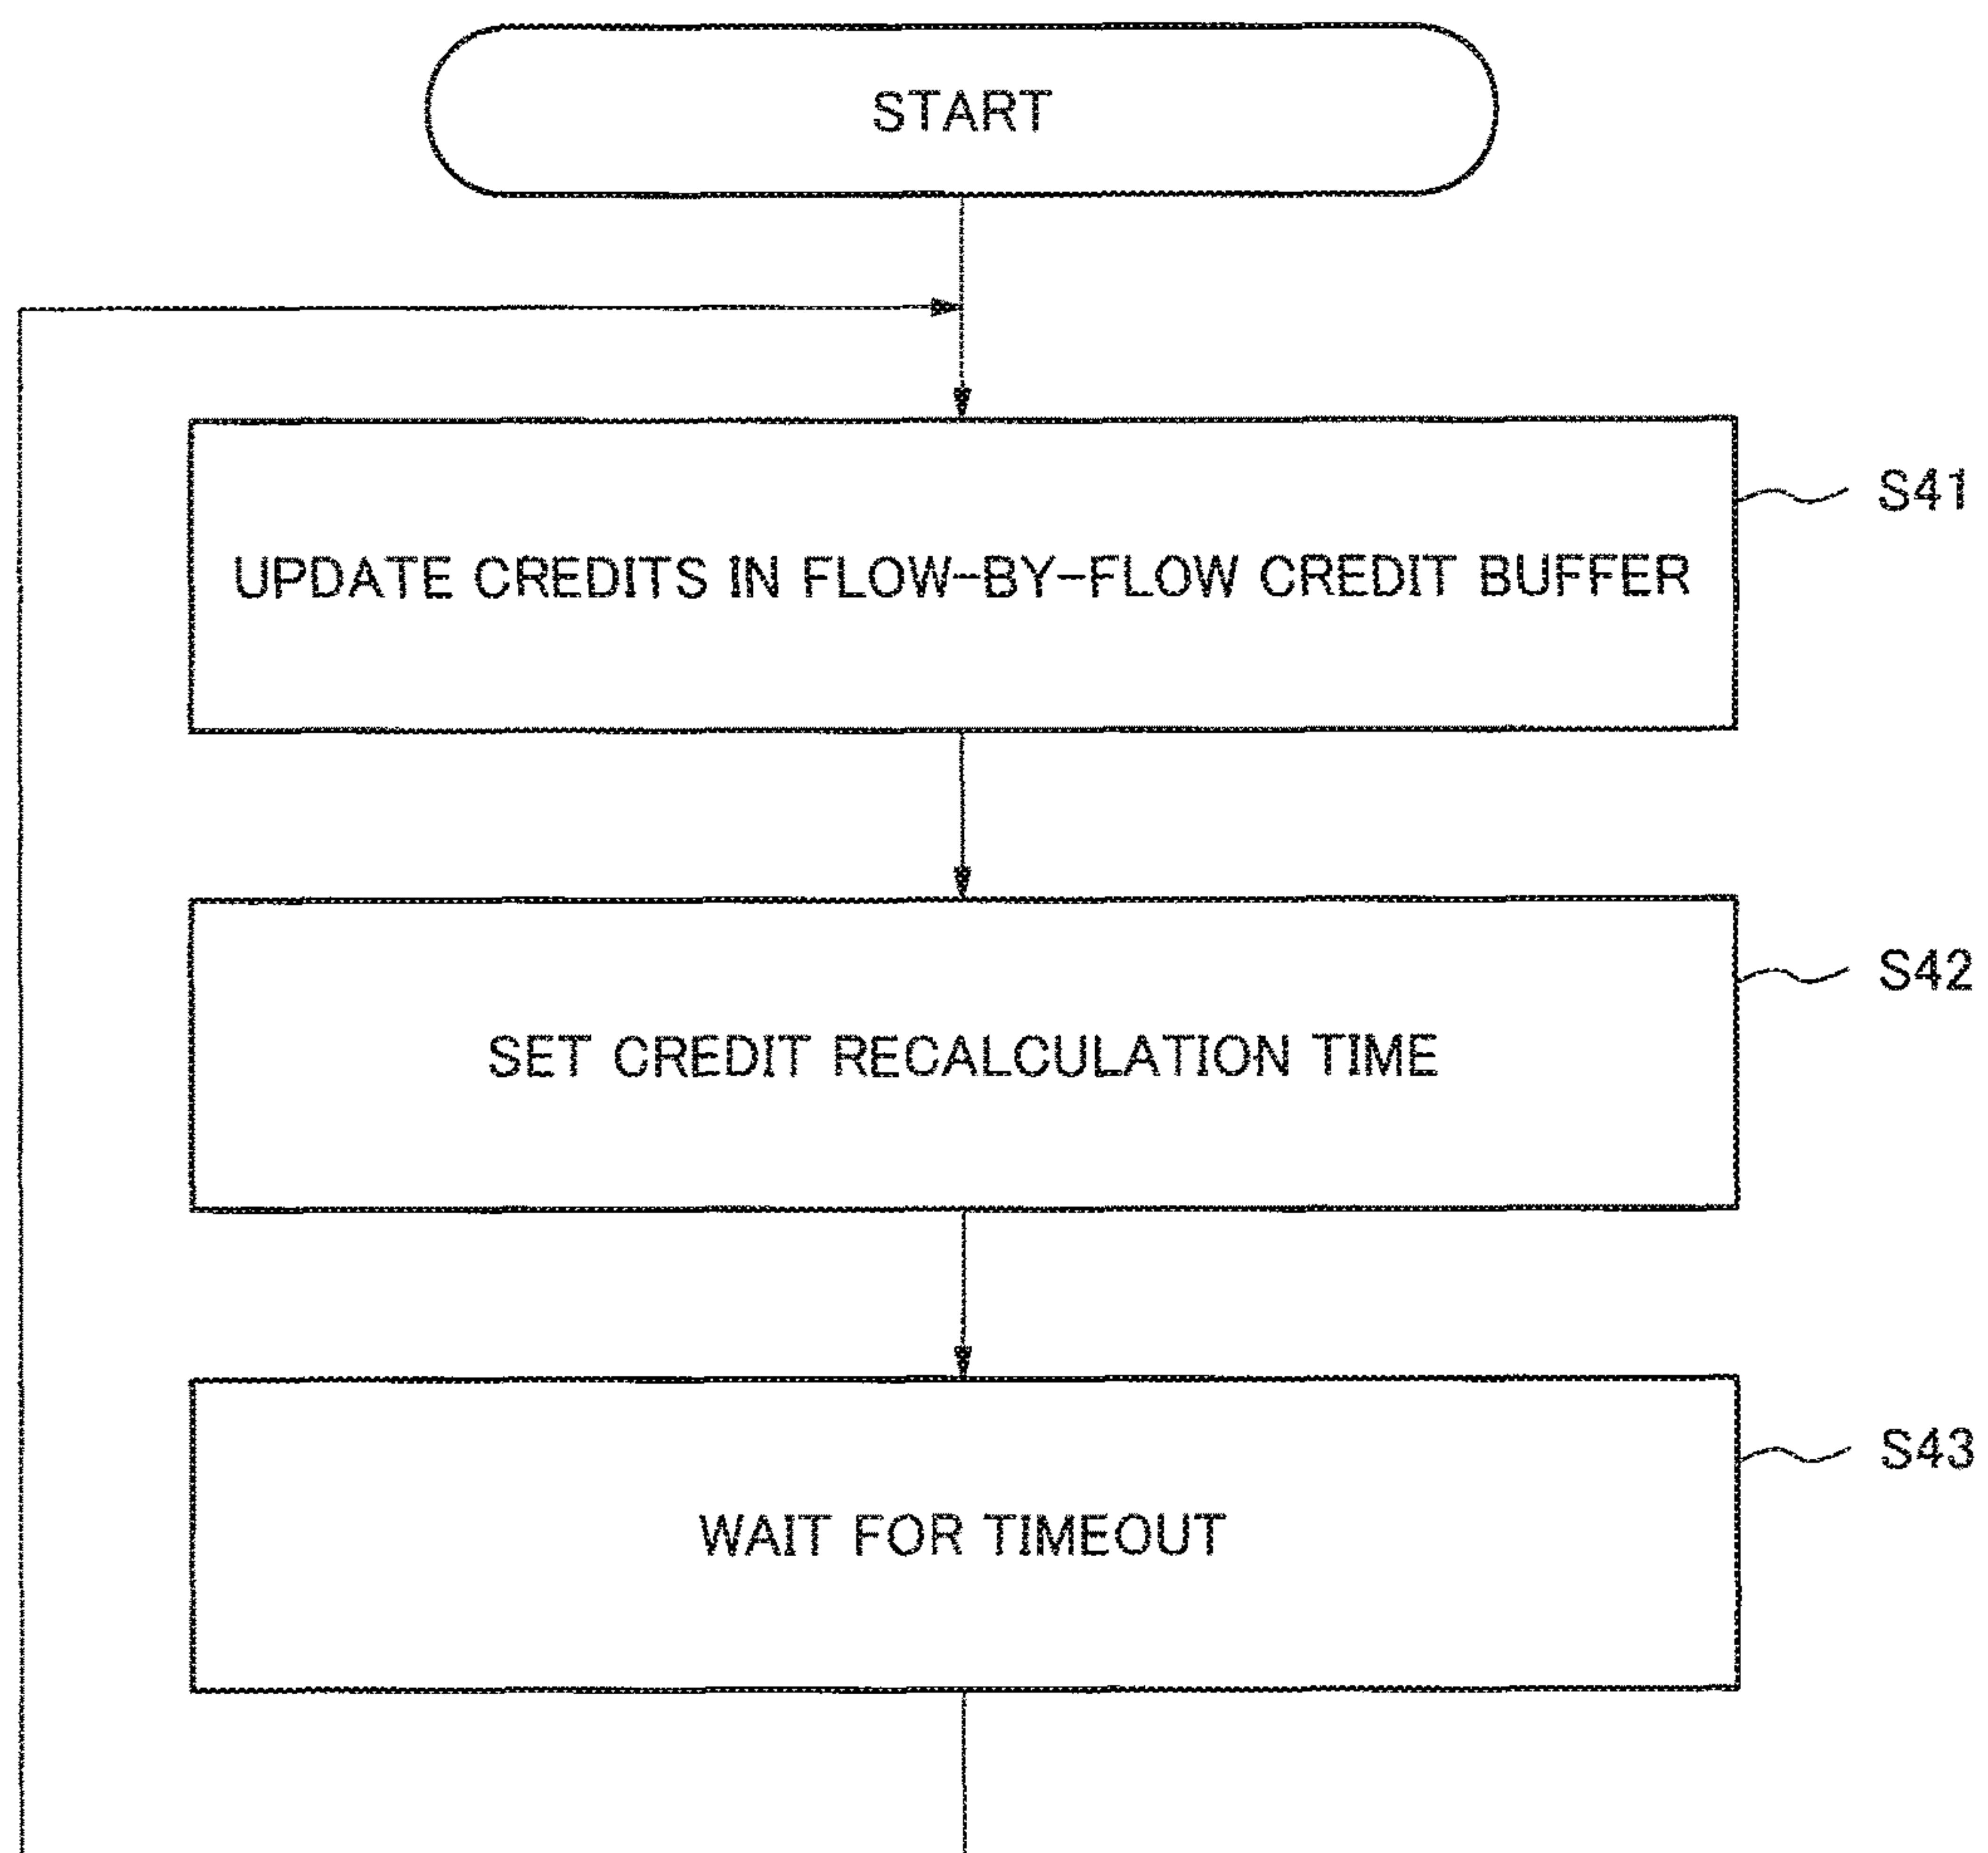 START
UPDATE CREDITS IN FLOW-BY-FLOW CREDIT BUFFER
S41
SET CREDIT RECALCULATION TIME
S42
WAIT FOR TIMEOUT
S43